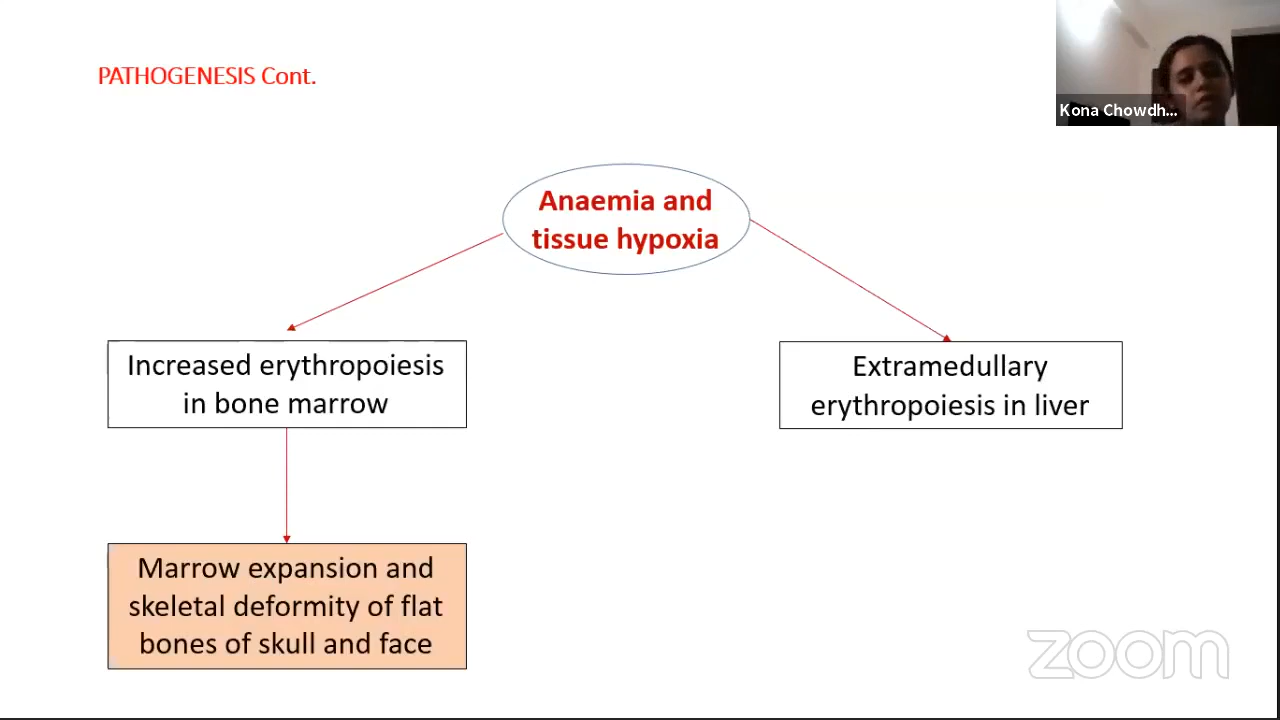 PATHOGENESIS Cont.
Kona Chowdh...
Anaemia and
tissue hypoxia
Increased erythropoiesis
in bone marrow
Extramedullary
erythropoiesis in liver
Marrow expansion and
skeletal deformity of flat
bones of skull and face
zoom